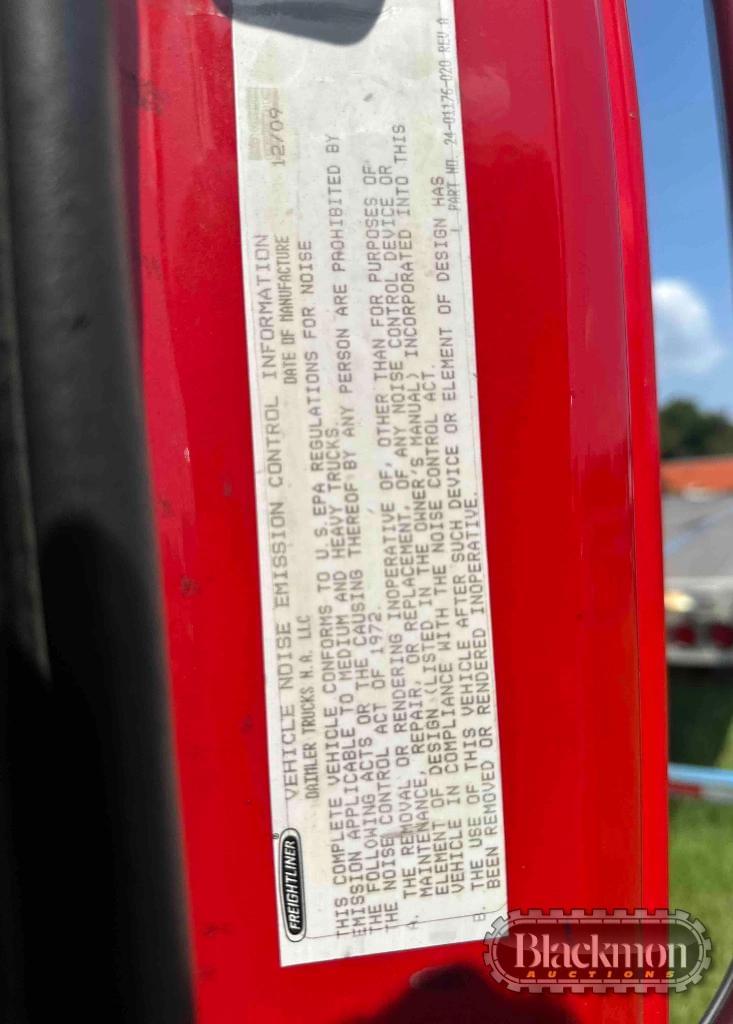 FREIGHTLINER®
VEHICLE NOISE EMISSION CONTROL INFORMATION 12/09
DAIMLER TRUCKS N.A. LLC DATE OF MANUFACTURE
THIS COMPLETE VEHICLE CONFORMS TO U.S.EPA REGULATIONS FOR NOISE
EMISSION APPLICABLE TO MEDIUM AND HEAVY TRUCKS.
THE FOLLOWING ACTS OR THE CAUSING THEREOF BY ANY PERSON ARE PROHIBITED BY
THE NOISE CONTROL ACT OF 1972.
A. THE REMOVAL OR RENDERING INOPERATIVE OF, OTHER THAN FOR PURPOSES OF
MAINTENANCE, REPAIR, OR REPLACEMENT, OF ANY NOISE CONTROL DEVICE OR
ELEMENT OF DESIGN (LISTED IN THE OWNER'S MANUAL) INCORPORATED INTO THIS
VEHICLE IN COMPLIANCE WITH THE NOISE CONTROL ACT.
B. THE USE OF THIS VEHICLE AFTER SUCH DEVICE OR ELEMENT OF DESIGN HAS
BEEN REMOVED OR RENDERED INOPERATIVE.
PART NO. 24-01176-020 REV A
Blackmon
AUCTIONS